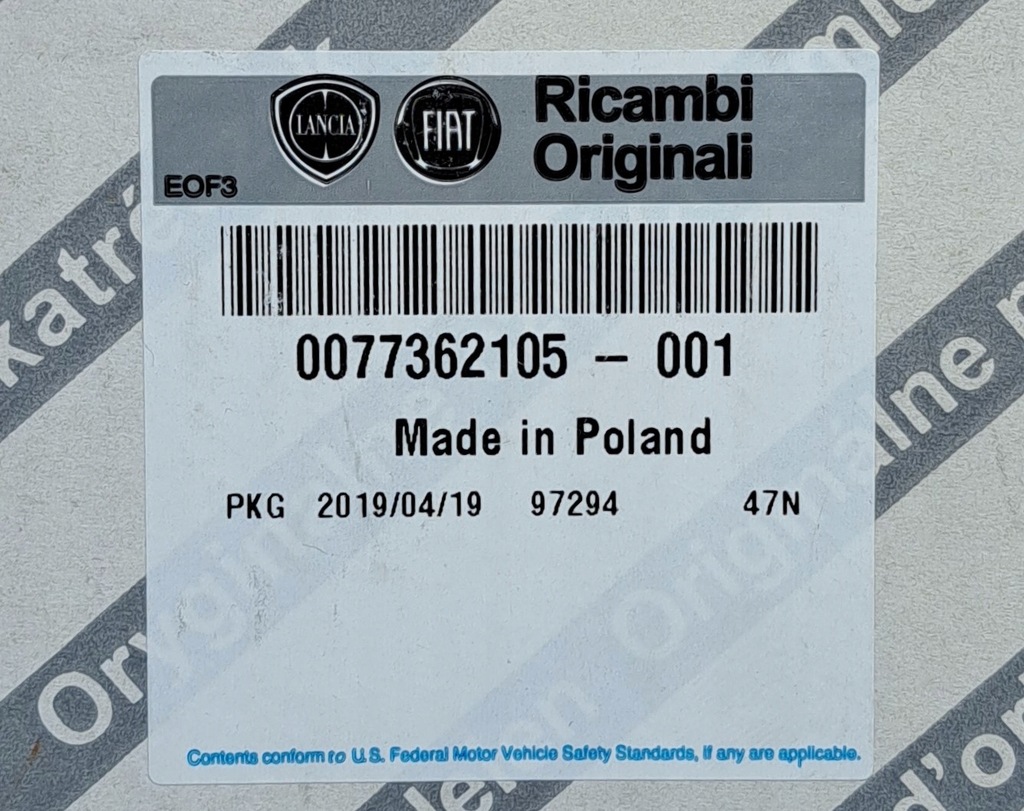 LANCIA
FIAT
Ricambi
Originali
EOF3
0077362105 – 001
Made in Poland
PKG 2019/04/19 97294 47N
Contents conform to U.S. Federal Motor Vehicle Safety Standards, if any are applicable.